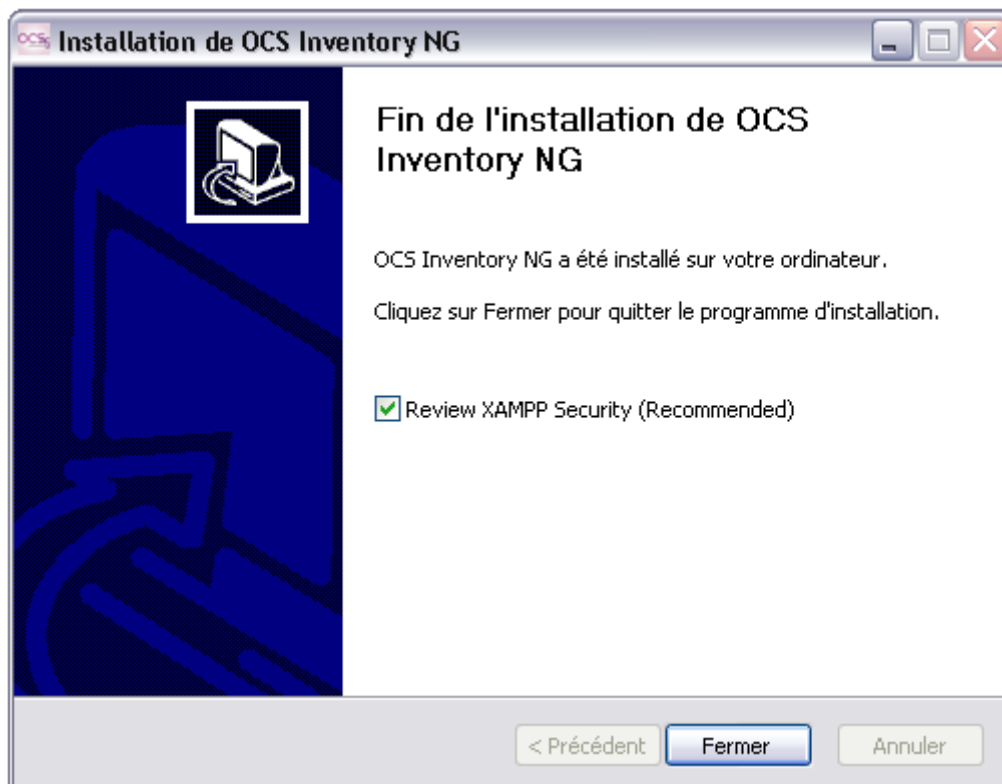 OCS Installation de OCS Inventory NG
Fin de l'installation de OCS
Inventory NG
OCS Inventory NG a été installé sur votre ordinateur.
Cliquez sur Fermer pour quitter le programme d'installation.
Review XAMPP Security (Recommended)
< Précédent Fermer Annuler